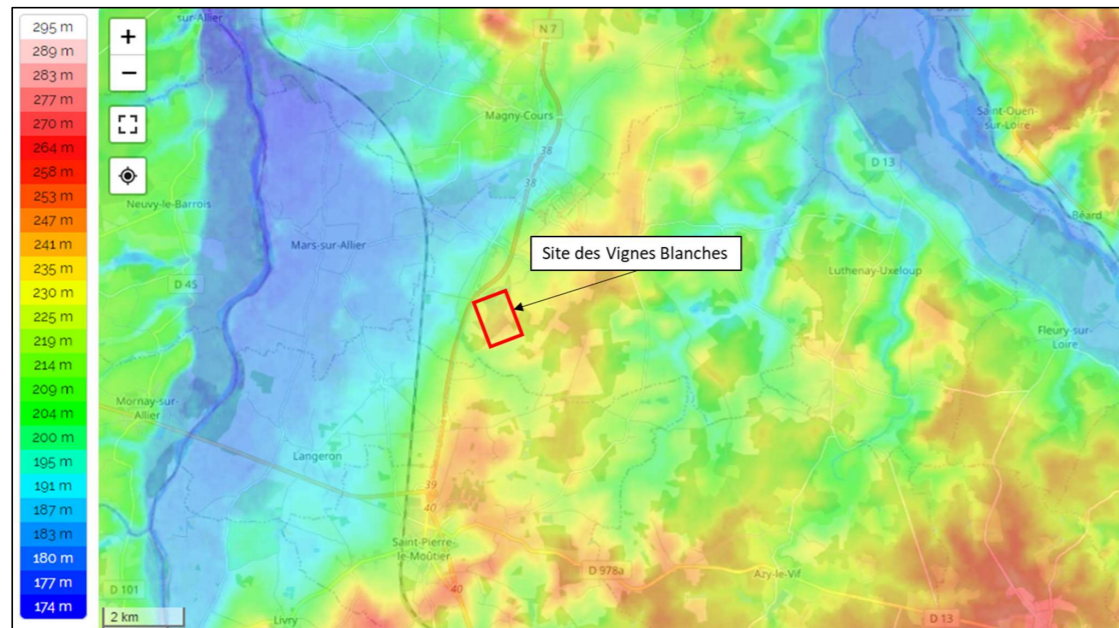 295 m
289 m
283 m
277 m
270 m
264 m
258 m
253 m
247 m
241 m
235 m
230 m
225 m
219 m
214 m
209 m
204 m
200 m
195 m
191 m
187 m
183 m
180 m
177 m
174 m
+
−
sur-Allier
N 7
Magny-Cours
38
38
Saint-Ouen-
sur-Loire
D 13
Neuvy-le-Barrois
Béard
Mars-sur-Allier
Site des Vignes Blanches
Luthenay-Uxeloup
D 45
Fleury-sur-
Loire
Mornay-sur-
Allier
Langeron
39
40
Saint-Pierre-
le-Moûtier
D 978a
Azy-le-Vif
40
D 101
2 km
Livry
D 13